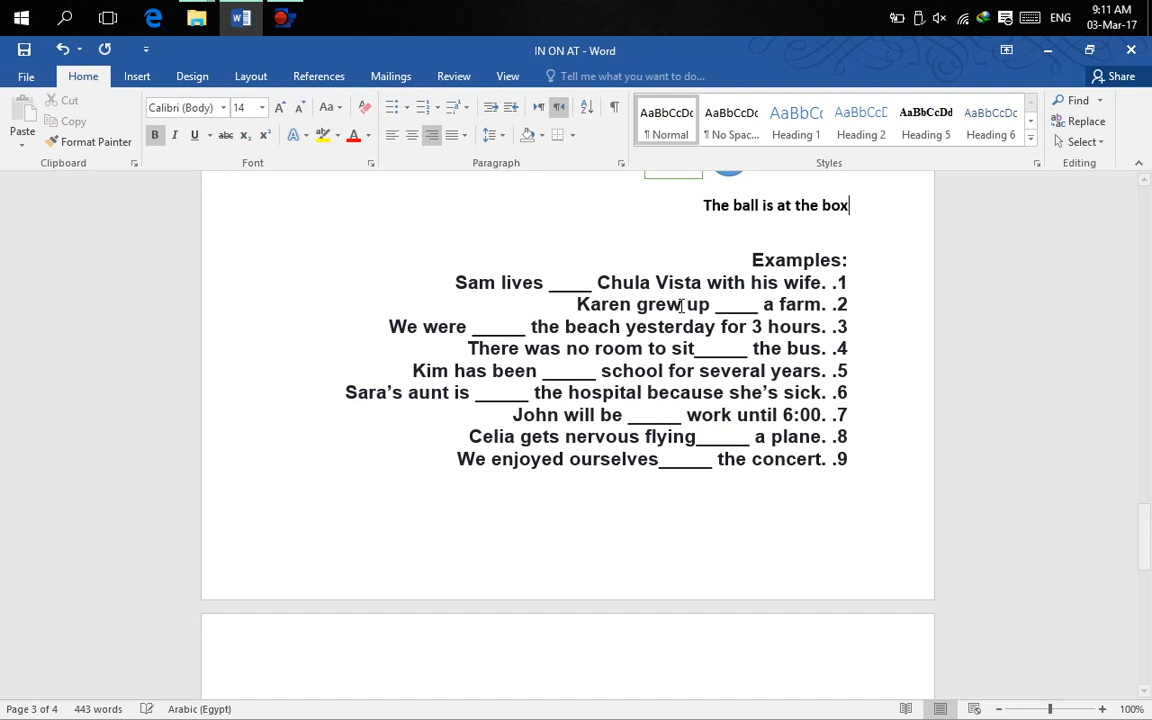 9:11 AM
ENG
03-Mar-17
IN ON AT - Word
File Home Insert Design Layout References Mailings Review View Tell me what you want to do... Share
Cut
Copy
Paste
Format Painter
Calibri (Body) 14
AaBbCcDc AaBbCcDc AaBbC( AaBbCcE AaBbCcDd AaBbCcDc
¶ Normal ¶ No Spac... Heading 1 Heading 2 Heading 5 Heading 6
Find
Replace
Select
Clipboard Font Paragraph Styles Editing
The ball is at the box
Examples:
Sam lives ____ Chula Vista with his wife. .1
Karen grew up ____ a farm. .2
We were _____ the beach yesterday for 3 hours. .3
There was no room to sit_____ the bus. .4
Kim has been _____ school for several years. .5
Sara’s aunt is _____ the hospital because she’s sick. .6
John will be _____ work until 6:00. .7
Celia gets nervous flying_____ a plane. .8
We enjoyed ourselves_____ the concert. .9
Page 3 of 4 443 words Arabic (Egypt) 100%